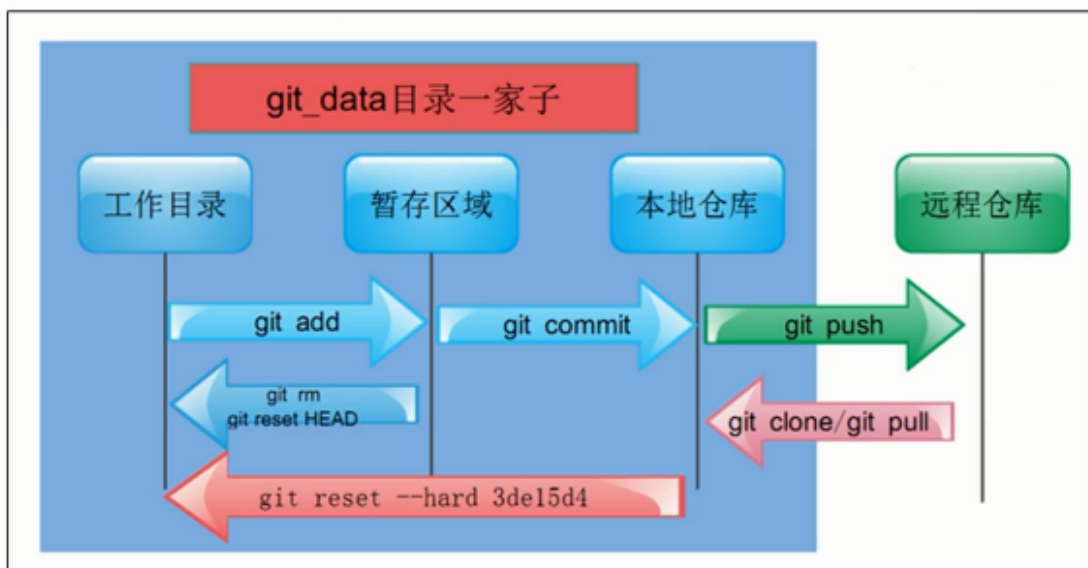 git_data目录一家子
工作目录
暂存区域
本地仓库
远程仓库
git add
git commit
git push
git rm
git reset HEAD
git clone/git pull
git reset --hard 3de15d4